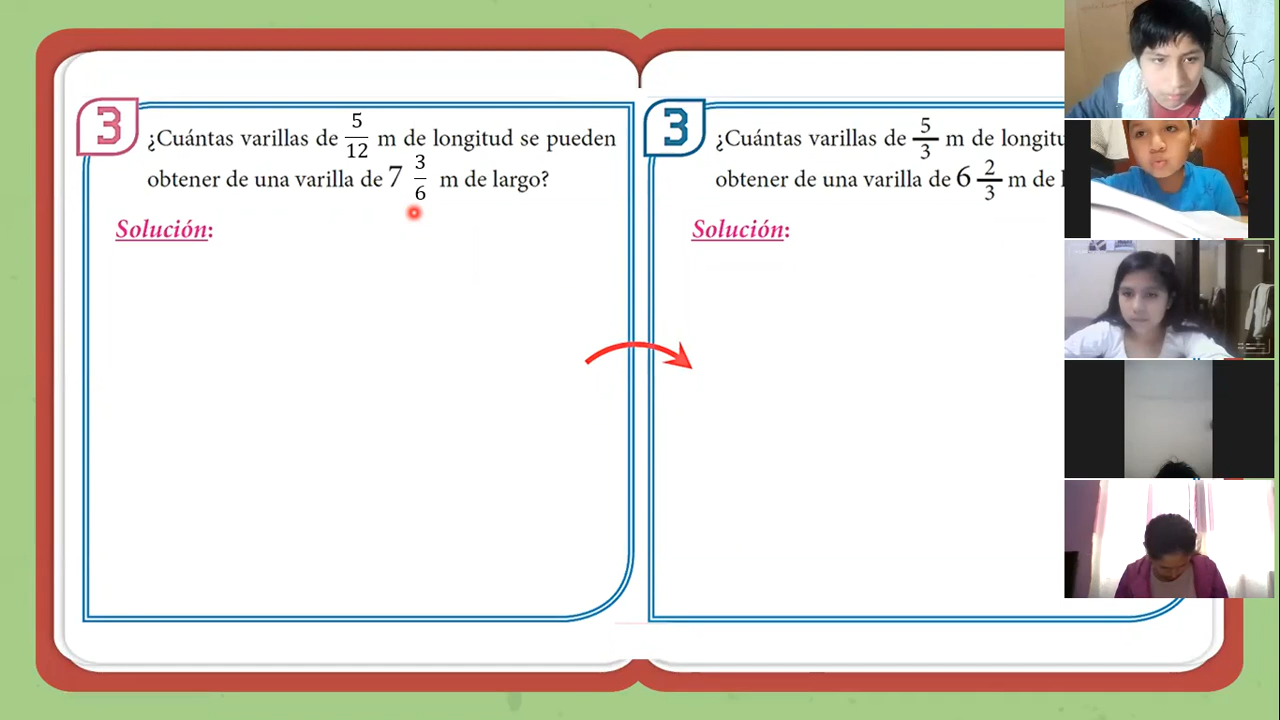 3
¿Cuántas varillas de 5/12 m de longitud se pueden
obtener de una varilla de 7 3/6 m de largo?
Solución:
3
¿Cuántas varillas de 5/3 m de longitu
obtener de una varilla de 6 2/3 m de l
Solución: